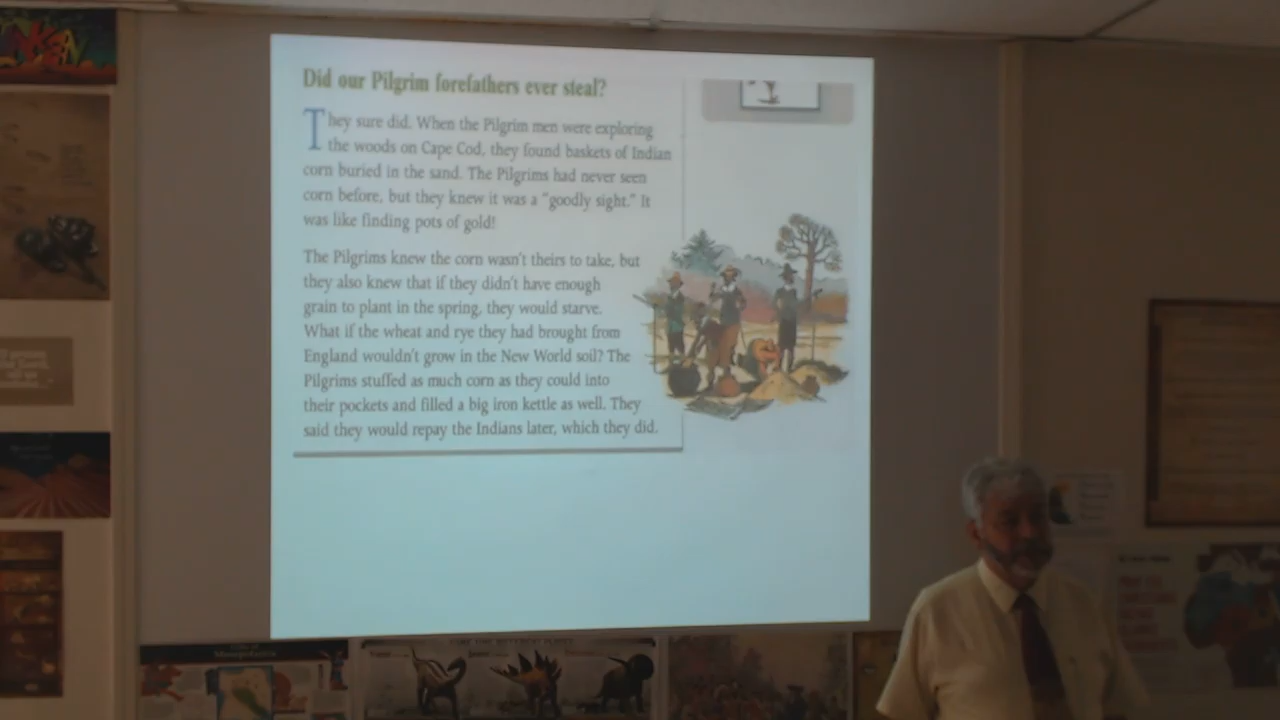 Did our Pilgrim forefathers ever steal?
They sure did. When the Pilgrim men were exploring
the woods on Cape Cod, they found baskets of Indian
corn buried in the sand. The Pilgrims had never seen
corn before, but they knew it was a “goodly sight.” It
was like finding pots of gold!
The Pilgrims knew the corn wasn't theirs to take, but
they also knew that if they didn't have enough
grain to plant in the spring, they would starve.
What if the wheat and rye they had brought from
England wouldn't grow in the New World soil? The
Pilgrims stuffed as much corn as they could into
their pockets and filled a big iron kettle as well. They
said they would repay the Indians later, which they did.